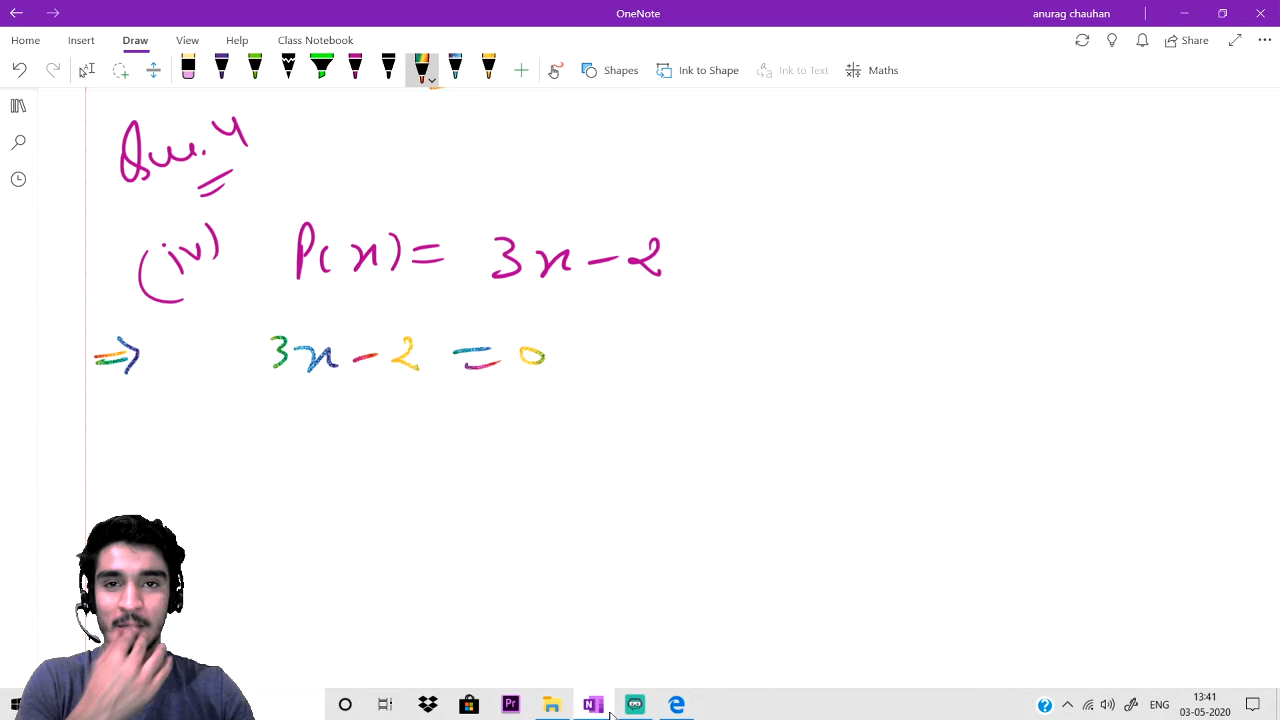 OneNote
anurag chauhan
Home Insert Draw View Help Class Notebook
Share
Shapes Ink to Shape Ink to Text Maths
Que. 4
(iv) P(x) = 3x - 2
⇒ 3x - 2 = 0
Pr N ? ENG 13:41
03-05-2020